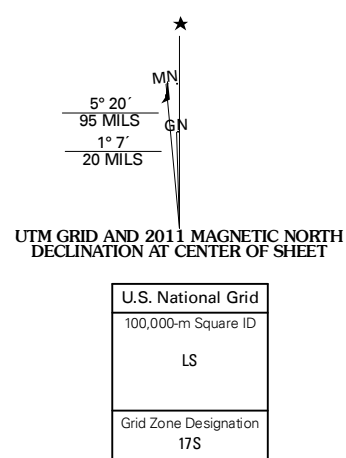 MN
5° 20´
95 MILS
GN
1° 7´
20 MILS
UTM GRID AND 2011 MAGNETIC NORTH
DECLINATION AT CENTER OF SHEET
U.S. National Grid
100,000-m Square ID
LS
Grid Zone Designation
17S